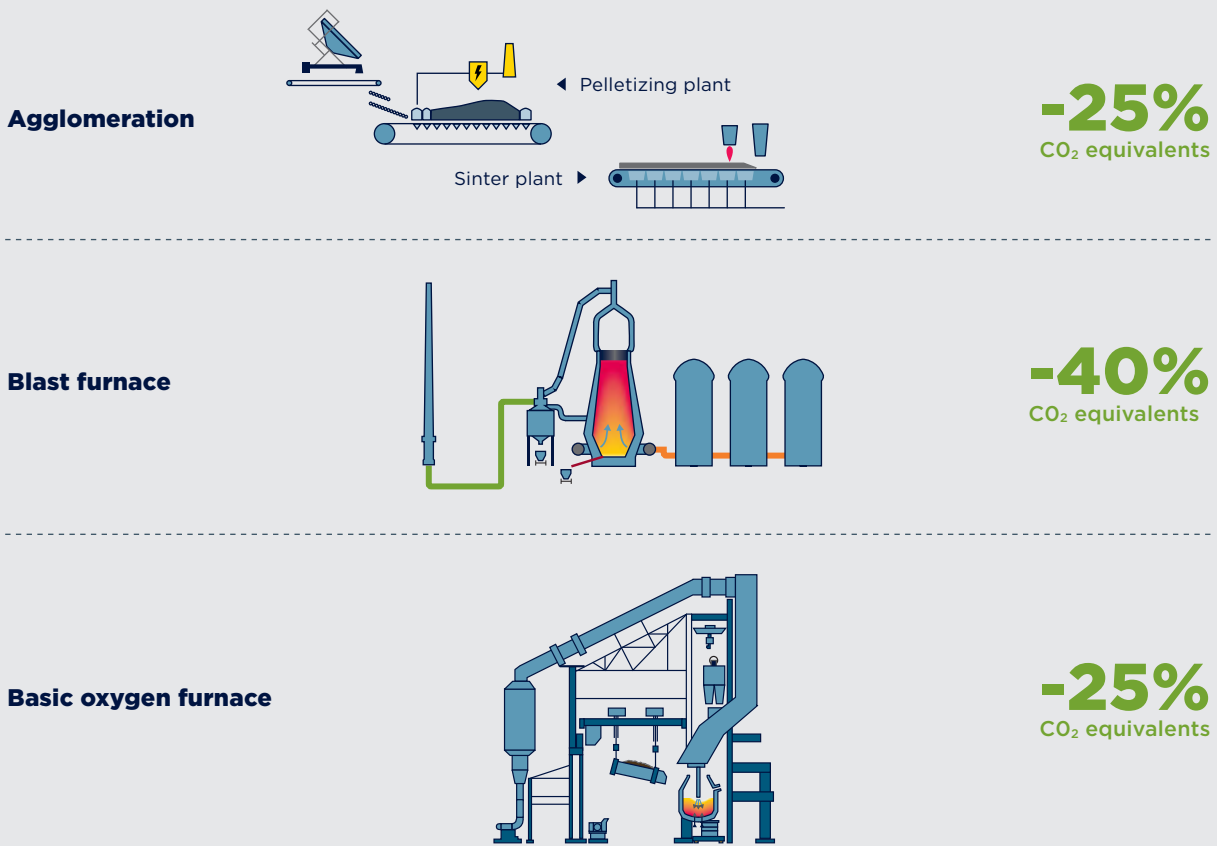 Agglomeration
◀ Pelletizing plant
Sinter plant ▶
-25%
CO₂ equivalents
Blast furnace
-40%
CO₂ equivalents
Basic oxygen furnace
-25%
CO₂ equivalents